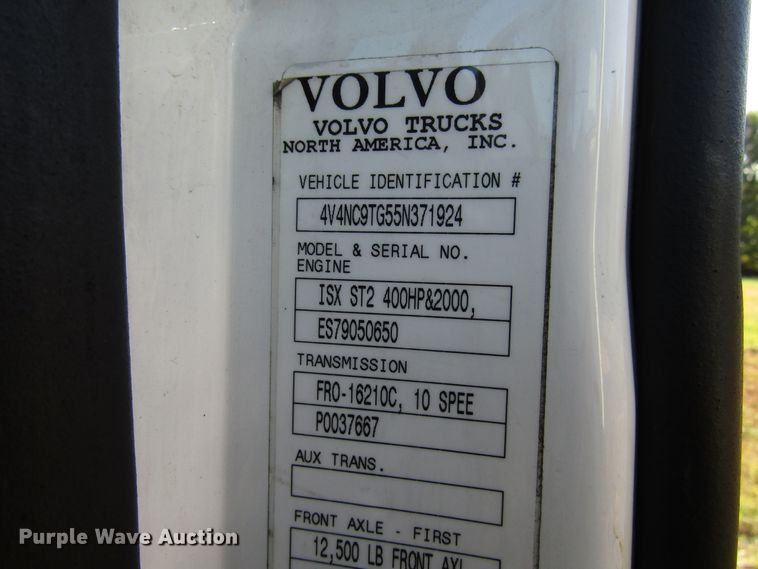 VOLVO
VOLVO TRUCKS
NORTH AMERICA, INC.
VEHICLE IDENTIFICATION #
4V4NC9TG55N371924
MODEL & SERIAL NO.
ENGINE
ISX ST2 400HP&2000,
ES79050650
TRANSMISSION
FRO-16210C, 10 SPEE
P0037667
AUX TRANS.
FRONT AXLE - FIRST
12,500 LB FRONT AXL
Purple Wave Auction